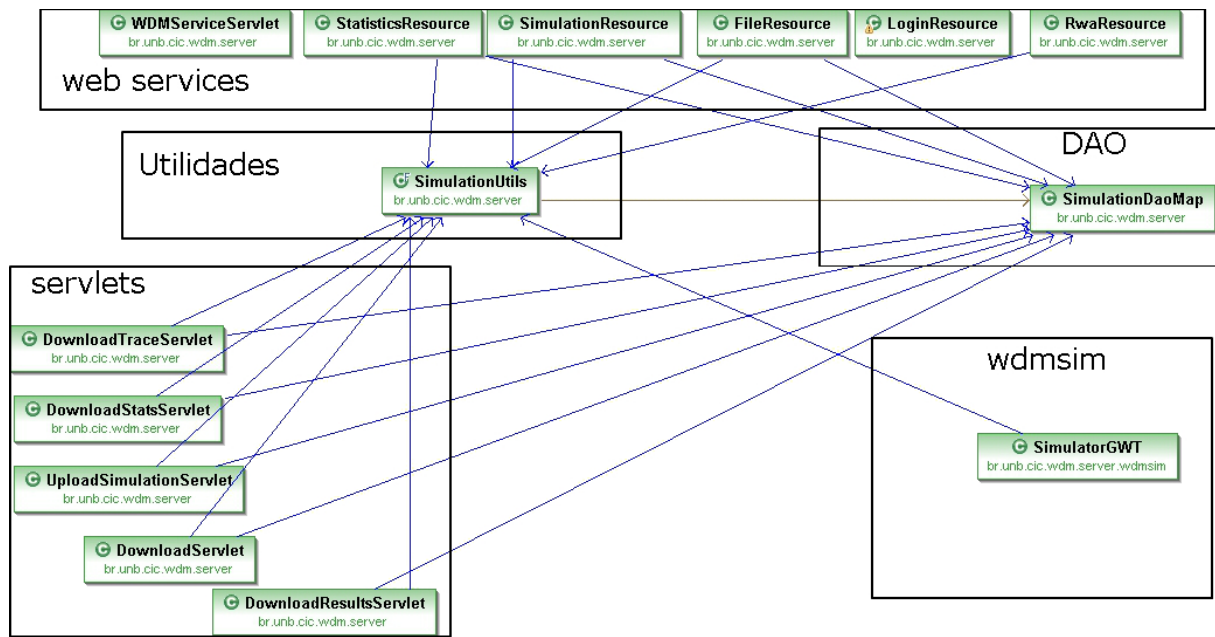 WDMServiceServlet
br.unb.cic.wdm.server
StatisticsResource
br.unb.cic.wdm.server
SimulationResource
br.unb.cic.wdm.server
FileResource
br.unb.cic.wdm.server
LoginResource
br.unb.cic.wdm.server
RwaResource
br.unb.cic.wdm.server
web services
Utilidades
SimulationUtils
br.unb.cic.wdm.server
DAO
SimulationDaoMap
br.unb.cic.wdm.server
servlets
DownloadTraceServlet
br.unb.cic.wdm.server
DownloadStatsServlet
br.unb.cic.wdm.server
UploadSimulationServlet
br.unb.cic.wdm.server
DownloadServlet
br.unb.cic.wdm.server
DownloadResultsServlet
br.unb.cic.wdm.server
wdmsim
SimulatorGWT
br.unb.cic.wdm.server.wdmsim